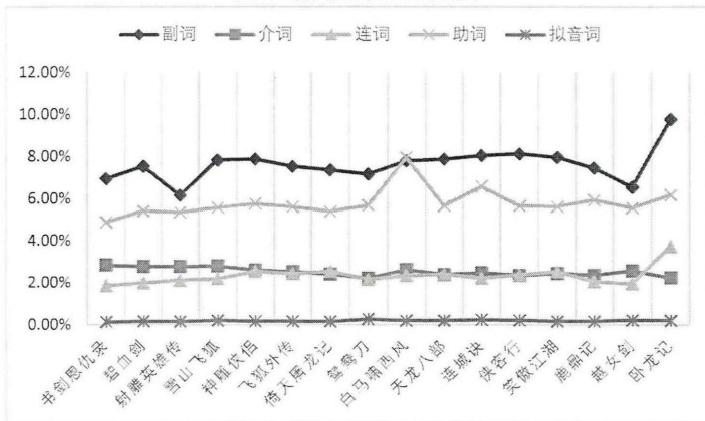 副词 介词 连词 助词 拟音词
12.00%
10.00%
8.00%
6.00%
4.00%
2.00%
0.00%
书剑恩仇录
碧血剑
射雕英雄传
雪山飞狐
神雕侠侣
飞狐外传
倚天屠龙记
鸳鸯刀
白马啸西风
天龙八部
连城诀
侠客行
笑傲江湖
鹿鼎记
越女剑
卧龙记